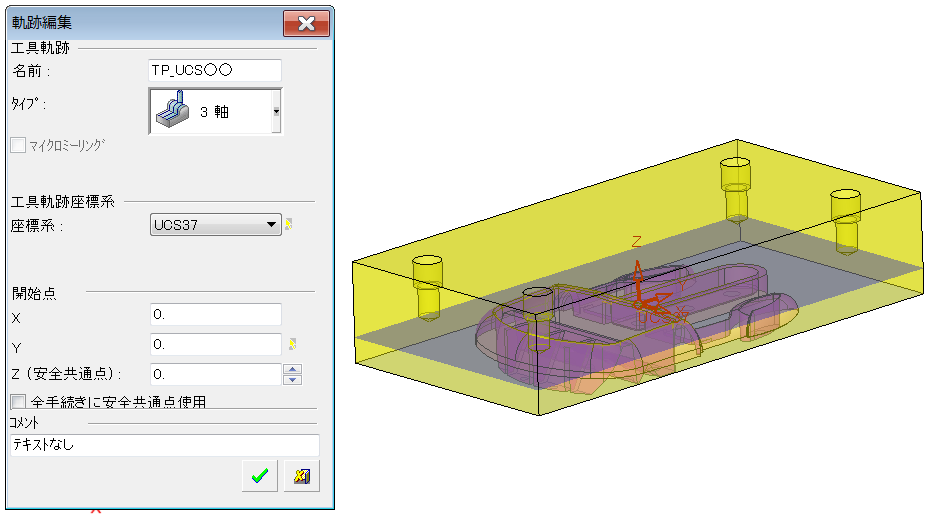 軌跡編集
工具軌跡
名前 :
TP_UCS〇〇
ﾀｲﾌﾟ :
3 軸
ﾏｲｸﾛﾐｰﾘﾝｸﾞ
工具軌跡座標系
座標系 :
UCS37
開始点
X
0.
Y
0.
Z (安全共通点) :
0.
全手続きに安全共通点使用
ｺﾒﾝﾄ
ﾃｷｽﾄなし
Z
Y